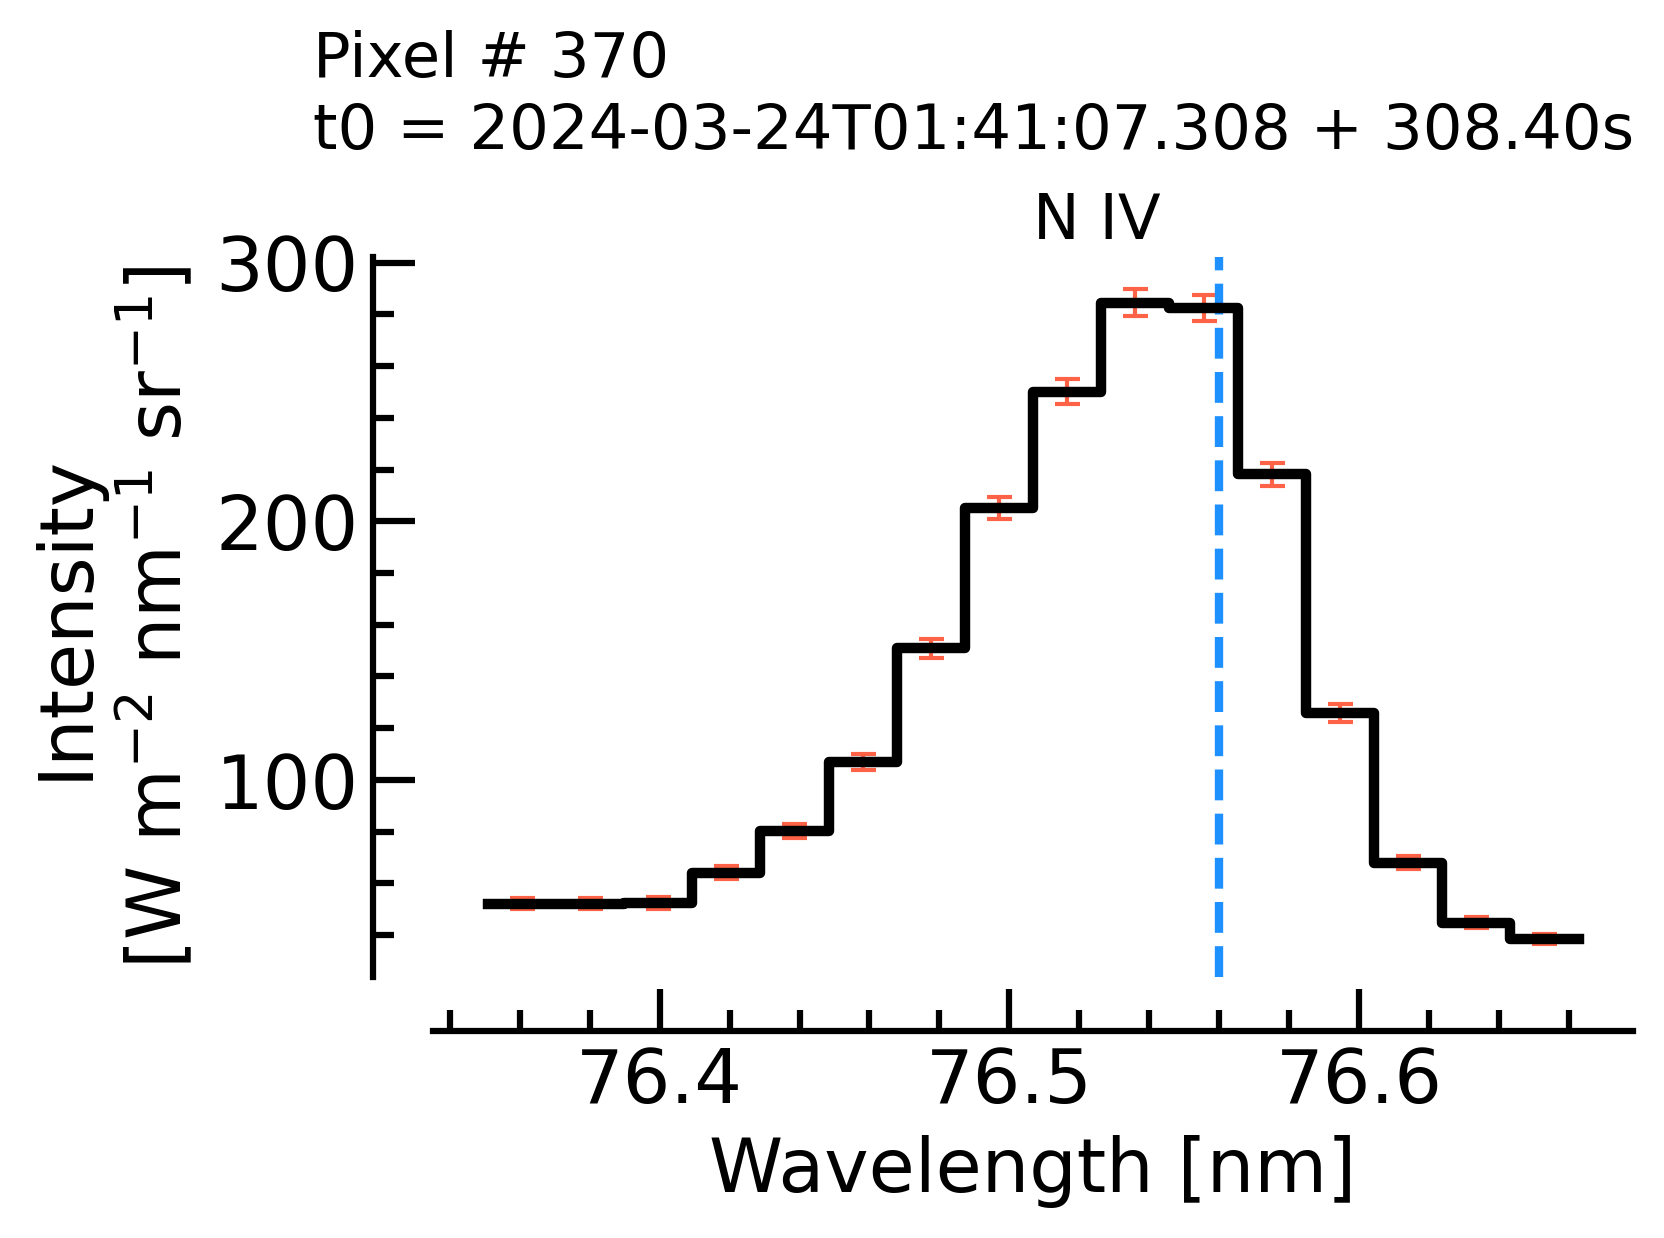 Pixel # 370
t0 = 2024-03-24T01:41:07.308 + 308.40s
N IV
Intensity
[W m⁻² nm⁻¹ sr⁻¹]
300
200
100
76.4 76.5 76.6
Wavelength [nm]